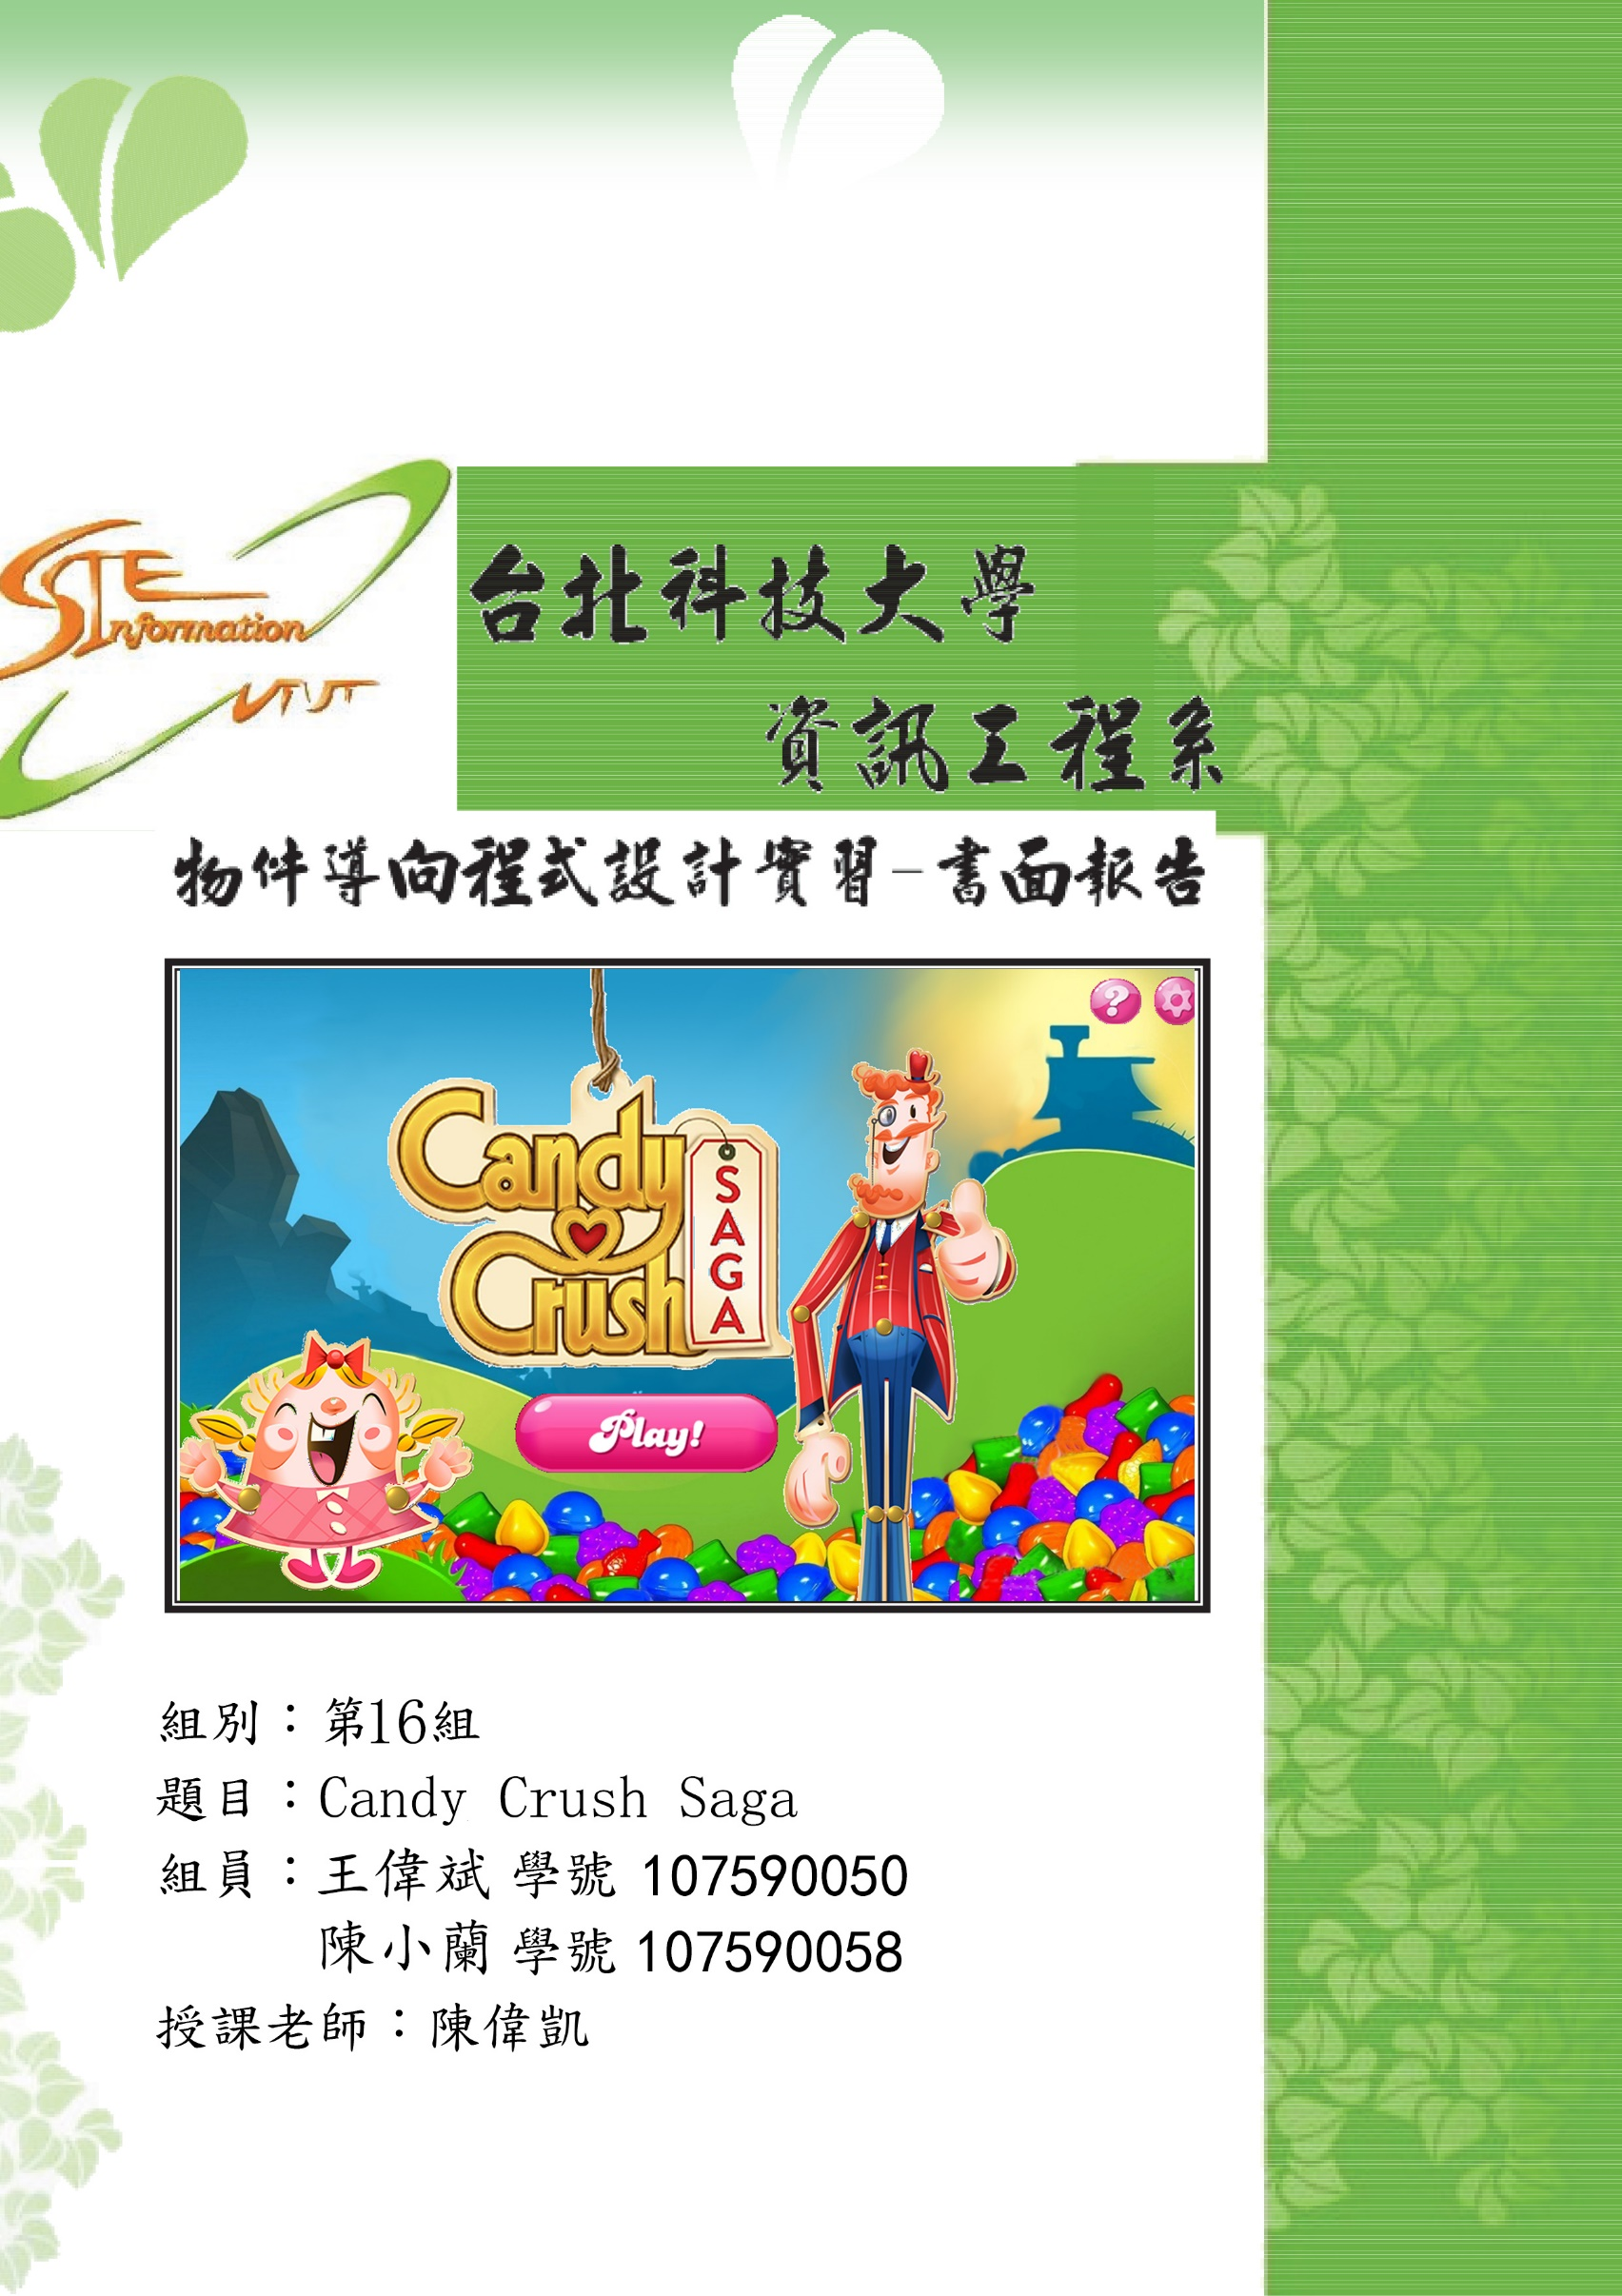 台北科技大學
資訊工程系
Information
物件導向程式設計實習-書面報告
?
Candy
Crush
SAGA
Play!
組別：第16組
題目：Candy Crush Saga
組員：王偉斌 學號 107590050
陳小蘭 學號 107590058
授課老師：陳偉凱